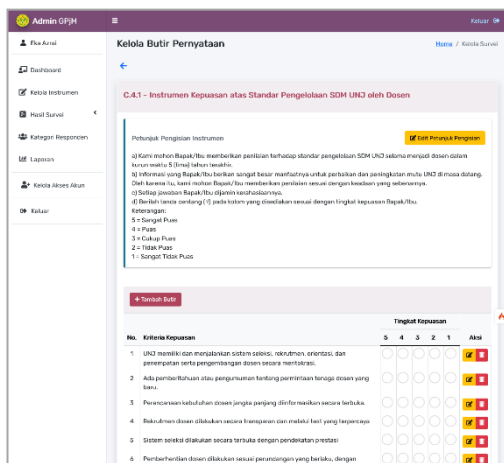 Admin GPjM
Keluar
Eka Azrai
Dashboard
Kelola Instrumen
Hasil Survei
Kategori Responden
Laporan
Kelola Akses Akun
Keluar
Kelola Butir Pernyataan
Home / Kelola Survei
C.4.1 - Instrumen Kepuasan atas Standar Pengelolaan SDM UNJ oleh Dosen
Petunjuk Pengisian Instrumen
Edit Petunjuk Pengisian
a) Kami mohon Bapak/Ibu memberikan penilaian terhadap standar pengelolaan SDM UNJ selama menjadi dosen dalam
kurun waktu 5 (lima) tahun terakhir.
b) Informasi yang Bapak/Ibu berikan sangat besar manfaatnya untuk perbaikan dan peningkatan mutu UNJ di masa datang.
Oleh karena itu, kami mohon Bapak/Ibu memberikan penilaian sesuai dengan keadaan yang sebenarnya.
c) Setiap jawaban Bapak/Ibu dijamin kerahasiaannya.
d) Berilah tanda centang (√) pada kolom yang disediakan sesuai dengan tingkat kepuasan Bapak/Ibu.
Keterangan:
5 = Sangat Puas
4 = Puas
3 = Cukup Puas
2 = Tidak Puas
1 = Sangat Tidak Puas
+ Tambah Butir
Tingkat Kepuasan
No. Kriteria Kepuasan 5 4 3 2 1 Aksi
1 UNJ memiliki dan menjalankan sistem seleksi, rekrutmen, orientasi, dan
penempatan serta pengembangan dosen secara meritokrasi.
2 Ada pemberitahuan atau pengumuman tentang permintaan tenaga dosen yang
baru.
3 Perancangan kebutuhan dosen jangka panjang diinformasikan secara terbuka.
4 Rekrutmen dosen dilakukan secara transparan dan melalui test yang terpercaya
5 Sistem seleksi dilakukan secara terbuka dengan pendekatan prestasi
6 Pemberhentian dosen dilakukan sesuai perundangan yang berlaku, dengan